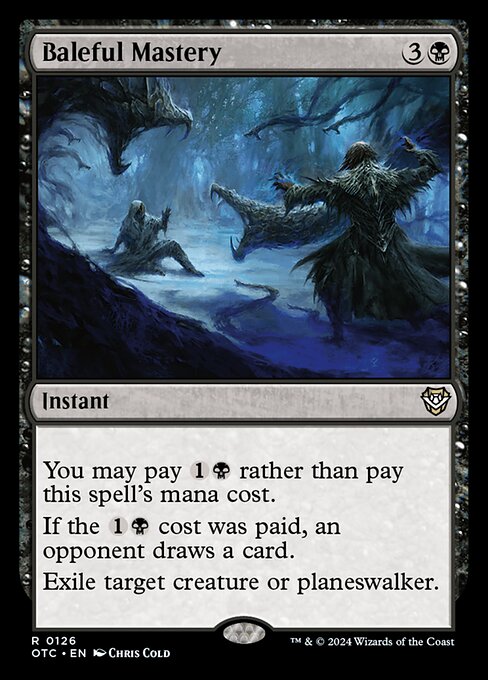 Baleful Mastery 3
Instant
You may pay 1 rather than pay
this spell's mana cost.
If the 1 cost was paid, an
opponent draws a card.
Exile target creature or planeswalker.
R 0126
™ & © 2024 Wizards of the Coast
OTC • EN Chris Cold